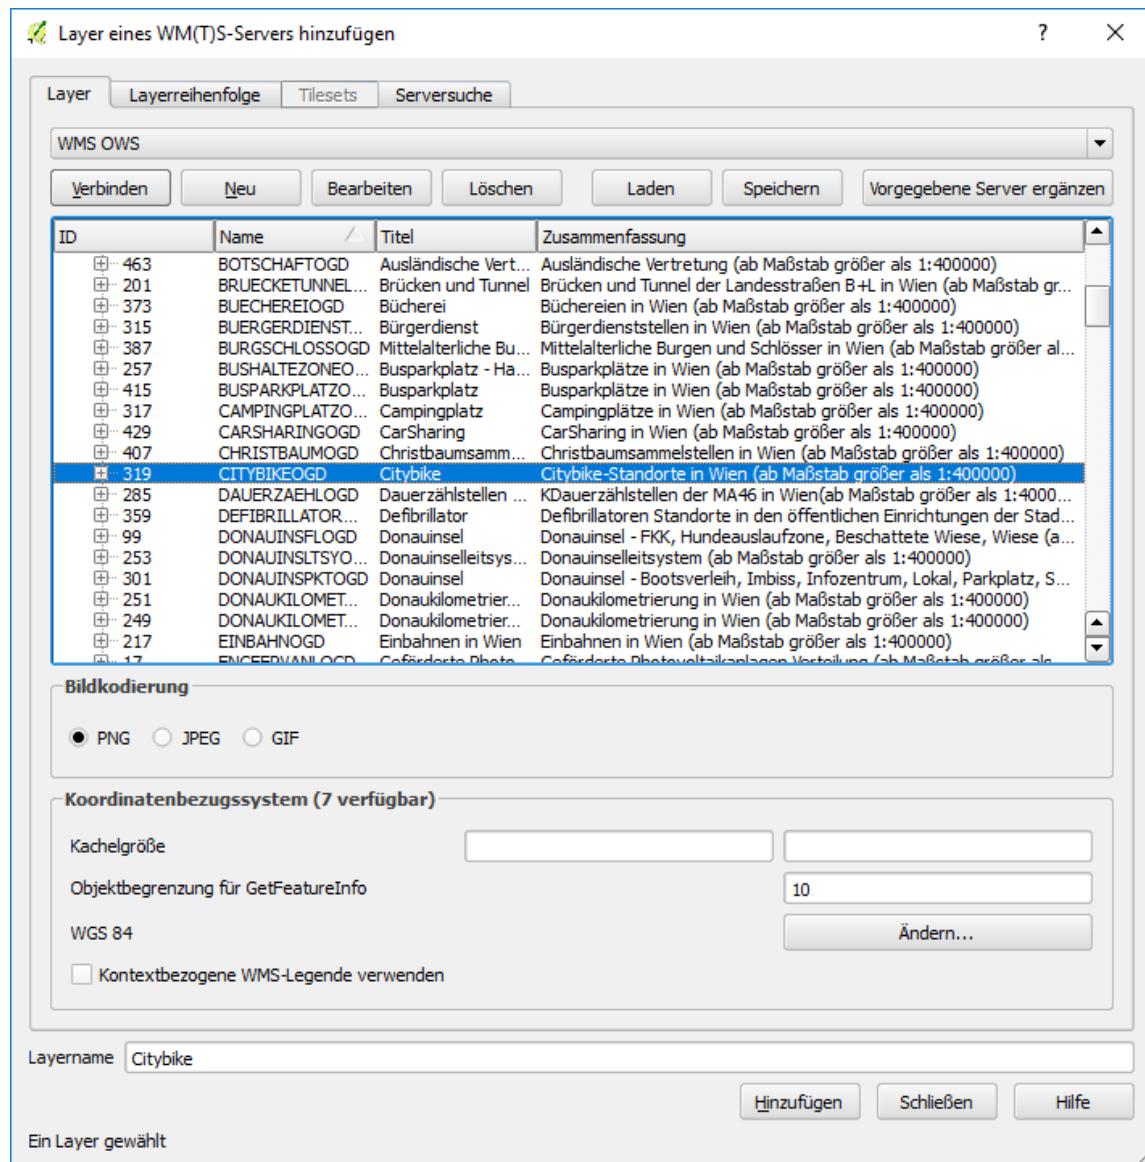 Layer eines WM(T)S-Servers hinzufügen ?
Layer Layerreihenfolge Tilesets Serversuche
WMS OWS
Verbinden Neu Bearbeiten Löschen Laden Speichern Vorgegebene Server ergänzen
ID Name Titel Zusammenfassung
463 BOTSCHAFTOGD Ausländische Vert... Ausländische Vertretung (ab Maßstab größer als 1:400000)
201 BRUECKETUNNEL... Brücken und Tunnel Brücken und Tunnel der Landesstraßen B+L in Wien (ab Maßstab gr...
373 BUECHEREIOGD Bücherei Büchereien in Wien (ab Maßstab größer als 1:400000)
315 BUERGERDIENST... Bürgerdienst Bürgerdienststellen in Wien (ab Maßstab größer als 1:400000)
387 BURGSCHLOSSOGD Mittelalterliche Bu... Mittelalterliche Burgen und Schlösser in Wien (ab Maßstab größer al...
257 BUSHALTEZONEO... Busparkplatz - Ha... Busparkplätze in Wien (ab Maßstab größer als 1:400000)
415 BUSPARKPLATZO... Busparkplatz Busparkplätze in Wien (ab Maßstab größer als 1:400000)
317 CAMPINGPLATZO... Campingplatz Campingplätze in Wien (ab Maßstab größer als 1:400000)
429 CARSHARINGOGD CarSharing CarSharing in Wien (ab Maßstab größer als 1:400000)
407 CHRISTBAUMOGD Christbaumsamm... Christbaumsammelstellen in Wien (ab Maßstab größer als 1:400000)
319 CITYBIKEOGD Citybike Citybike-Standorte in Wien (ab Maßstab größer als 1:400000)
285 DAUERZAEHLOGD Dauerzählstellen ... KDauerzählstellen der MA46 in Wien(ab Maßstab größer als 1:4000...
359 DEFIBRILLATOR... Defibrillator Defibrillatoren Standorte in den öffentlichen Einrichtungen der Stad...
99 DONAUINSFLOGD Donauinsel Donauinsel - FKK, Hundeauslaufzone, Beschattete Wiese, Wiese (a...
253 DONAUINSLTSYO... Donauinselleitsys... Donauinselleitsystem (ab Maßstab größer als 1:400000)
301 DONAUINSPKTOGD Donauinsel Donauinsel - Bootsverleih, Imbiss, Infozentrum, Lokal, Parkplatz, S...
251 DONAUKILOMET... Donaukilometrier... Donaukilometrierung in Wien (ab Maßstab größer als 1:400000)
249 DONAUKILOMET... Donaukilometrier... Donaukilometrierung in Wien (ab Maßstab größer als 1:400000)
217 EINBAHNOGD Einbahnen in Wien Einbahnen in Wien (ab Maßstab größer als 1:400000)
17 Geförderte Photo... Geförderte Photovoltaikanlagen Verteilung (ab Maßstab größer als
Bildkodierung
PNG JPEG GIF
Koordinatenbezugssystem (7 verfügbar)
Kachelgröße
Objektbegrenzung für GetFeatureInfo 10
WGS 84 Ändern...
Kontextbezogene WMS-Legende verwenden
Layername Citybike
Hinzufügen Schließen Hilfe
Ein Layer gewählt